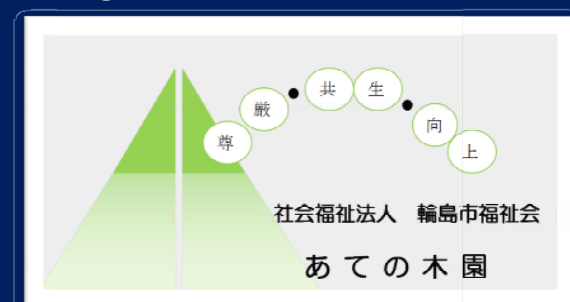 尊厳・共生・向上
社会福祉法人　輪島市福祉会
あての木園